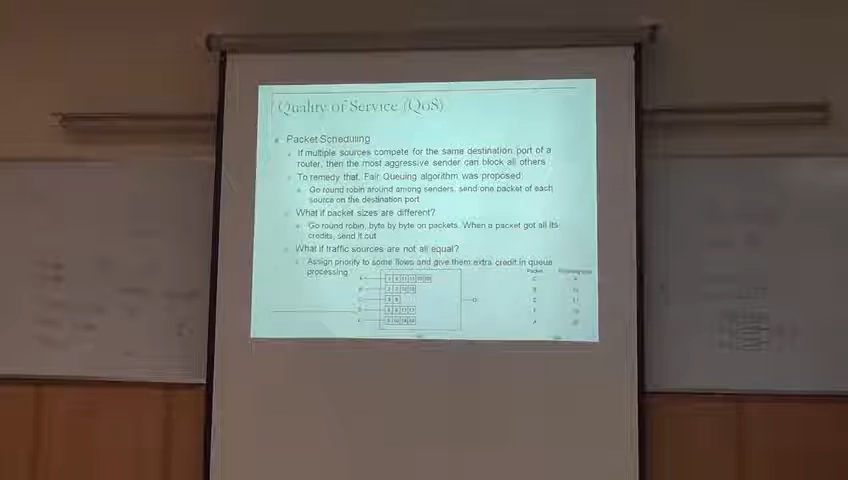 Quality of Service (QoS)
Packet Scheduling
If multiple sources compete for the same destination port of a
router, then the most aggressive sender can block all others
To remedy that, Fair Queuing algorithm was proposed:
Go round robin around among senders, send one packet of each
source on the destination port
What if packet sizes are different?
Go round robin, byte by byte on packets. When a packet got all its
credits, send it out
What if traffic sources are not all equal?
Assign priority to some flows and give them extra credit in queue
processing
Packet
A
O